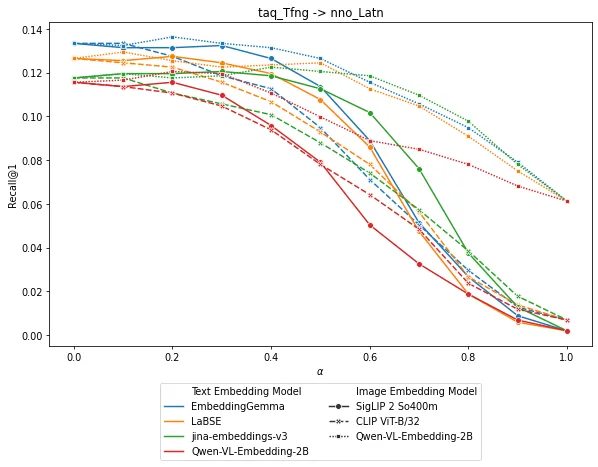 taq_Tfng -> nno_Latn
0.14
0.12
0.10
0.08
0.06
0.04
0.02
0.00
Recall@1
0.0 0.2 0.4 0.6 0.8 1.0
α
Text Embedding Model Image Embedding Model
EmbeddingGemma SigLIP 2 So400m
LaBSE CLIP ViT-B/32
jina-embeddings-v3 Qwen-VL-Embedding-2B
Qwen-VL-Embedding-2B